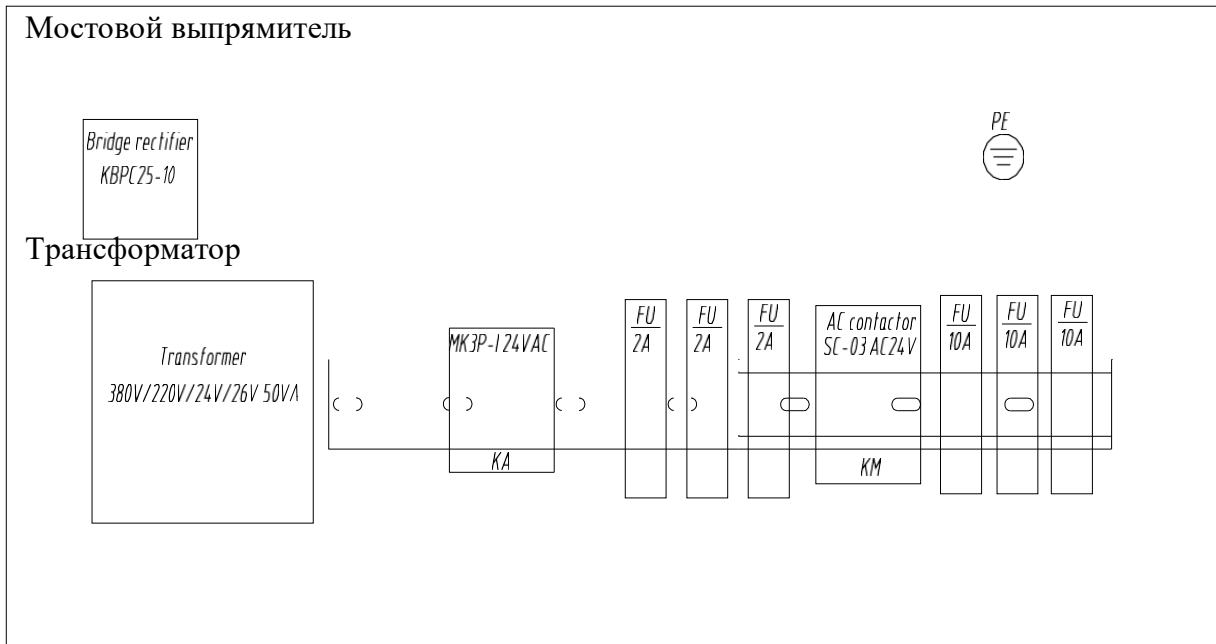 Мостовой выпрямитель
PE
Bridge rectifier
KBPC25-10
Трансформатор
Transformer
380V/220V/24V/26V 50VA
MK3P-I 24VAC
KA
FU
2A
FU
2A
FU
2A
AC contactor
SC-03 AC24V
KM
FU
10A
FU
10A
FU
10A